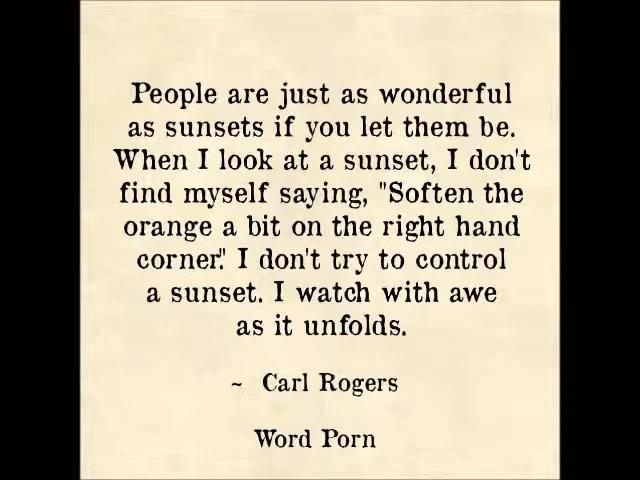 People are just as wonderful
as sunsets if you let them be.
When I look at a sunset, I don't
find myself saying, "Soften the
orange a bit on the right hand
corner." I don't try to control
a sunset. I watch with awe
as it unfolds.
~ Carl Rogers
Word Porn